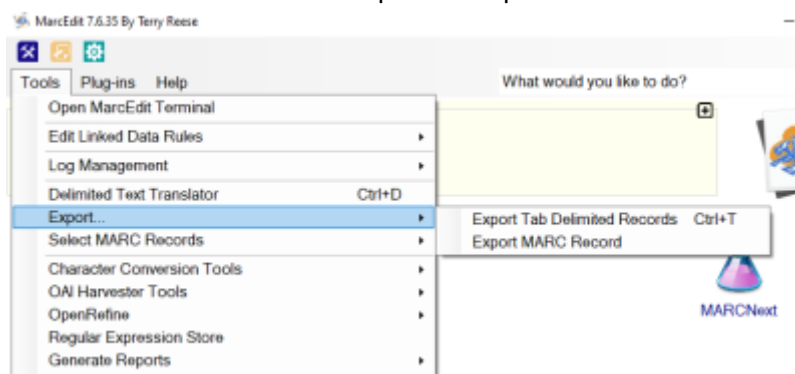 MarcEdit 7.6.35 By Terry Reese
Tools Plug-ins Help What would you like to do?
Open MarcEdit Terminal
Edit Linked Data Rules
Log Management
Delimited Text Translator Ctrl+D
Export...
Export Tab Delimited Records Ctrl+T
Select MARC Records
Export MARC Record
Character Conversion Tools
OAI Harvester Tools
OpenRefine
MARCNext
Regular Expression Store
Generate Reports